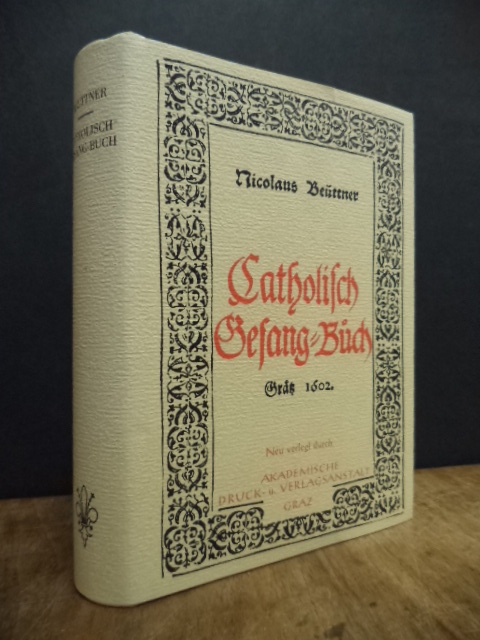 Nicolaus Beüttner
Catholisch
Gesang=Buch
Grätz 1602.
Neu verlegt durch
AKADEMISCHE
DRUCK- u. VERLAGSANSTALT
GRAZ